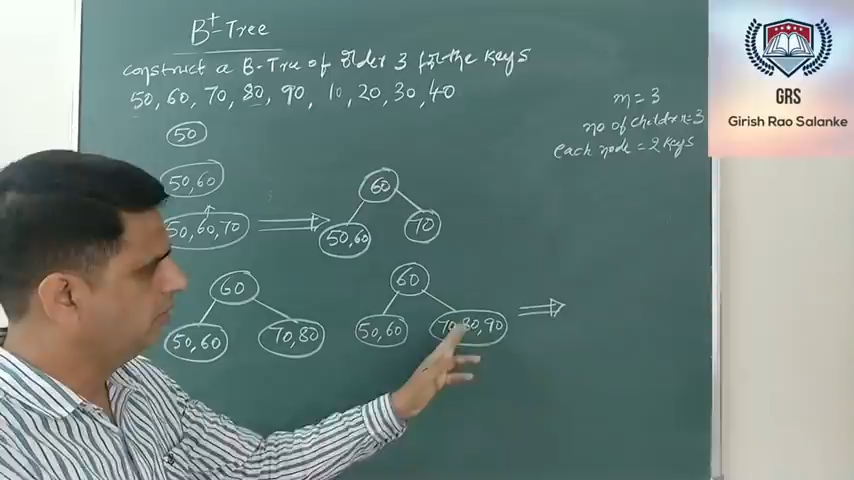 B+-Tree
construct a B-Tree of order 3 for the keys
50, 60, 70, 80, 90, 10, 20, 30, 40
m = 3
no of children = 3
each node = 2 keys
GRS
Girish Rao Salanke
50
50, 60
50, 60, 70
60
50, 60
70
60
50, 60
70, 80
60
50, 60
70, 80, 90